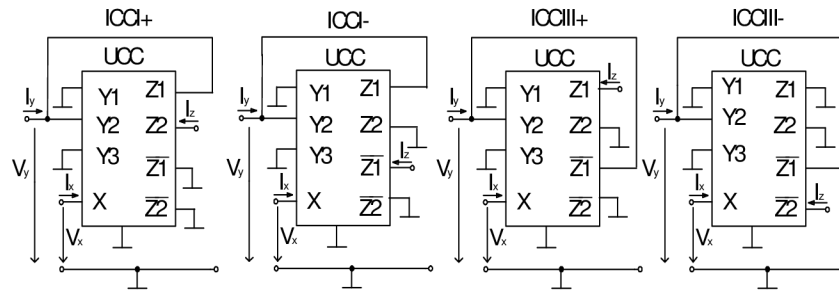 ICCI+
UCC
Iy
Y1
Z1
Iz
Y2
Z2
Y3
Z1
Vy
Ix
X
Z2
Vx
ICCI-
UCC
Iy
Y1
Z1
Y2
Z2
Iz
Y3
Z1
Vy
Ix
X
Z2
Vx
ICCIII+
UCC
Iz
Iy
Y1
Z1
Y2
Z2
Y3
Z1
Vy
Ix
X
Z2
Vx
ICCIII-
UCC
Iy
Y1
Z1
Y2
Z2
Y3
Z1
Vy
Ix
Iz
X
Z2
Vx